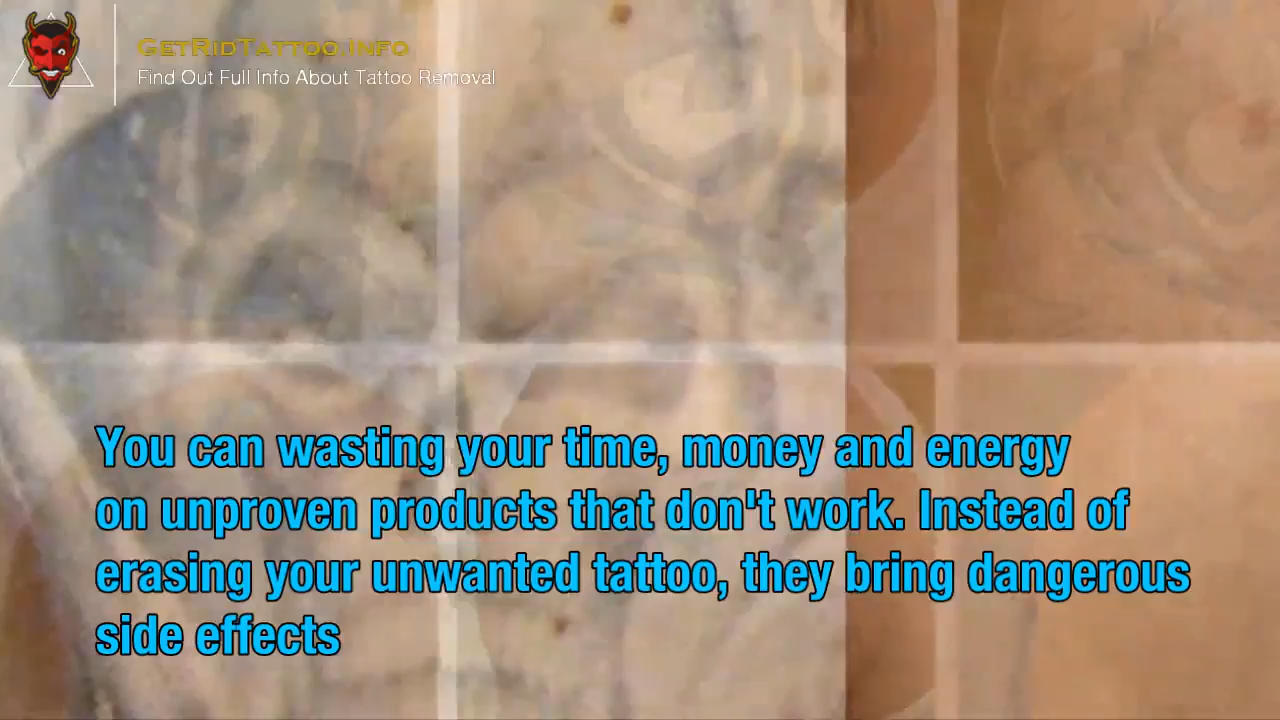 GetRidTattoo.info
Find Out Full Info About Tattoo Removal
You can wasting your time, money and energy
on unproven products that don't work. Instead of
erasing your unwanted tattoo, they bring dangerous
side effects